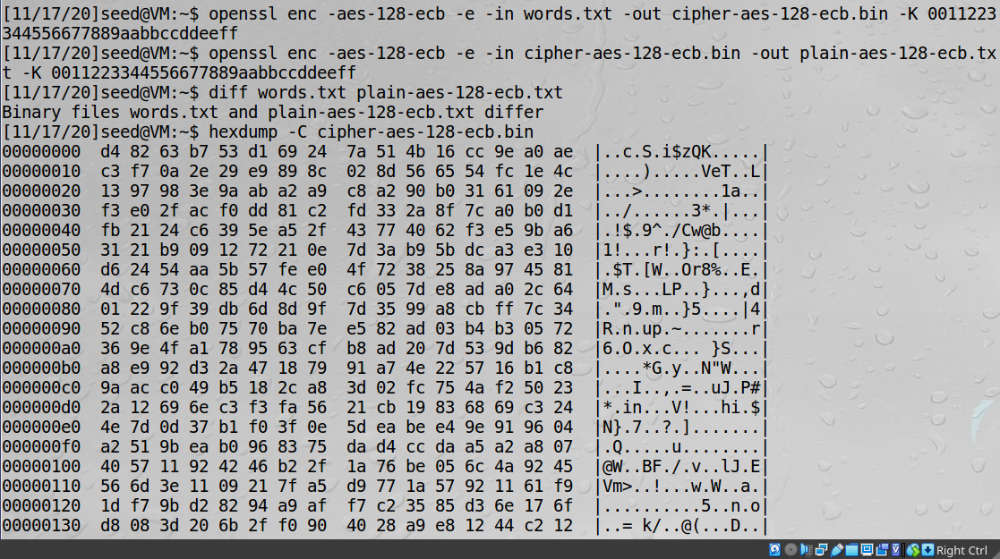 [11/17/20]seed@VM:~$ openssl enc -aes-128-ecb -e -in words.txt -out cipher-aes-128-ecb.bin -K 0011223
344556677889aabbccddeeff
[11/17/20]seed@VM:~$ openssl enc -aes-128-ecb -e -in cipher-aes-128-ecb.bin -out plain-aes-128-ecb.tx
t -K 00112233445566778 89aabbccddeeff
[11/17/20]seed@VM:~$ diff words.txt plain-aes-128-ecb.txt
Binary files words.txt and plain-aes-128-ecb.txt differ
[11/17/20]seed@VM:~$ hexdump -C cipher-aes-128-ecb.bin
00000000  d4 82 63 b7 53 d1 69 24  7a 51 4b 16 cc 9e a0 ae  |..c.S.i$zQK.....|
00000010  c3 f7 0a 2e 29 e9 89 8c  02 8d 56 65 54 fc 1e 4c  |....).....VeT..L|
00000020  13 97 98 3e 9a ab a2 a9  c8 a2 90 b0 31 61 09 2e  |...>........1a..|
00000030  f3 e0 2f ac f0 dd 81 c2  fd 33 2a 8f 7c a0 b0 d1  |../......3*.|...|
00000040  fb 21 24 c6 39 5e a5 2f  43 77 40 62 f3 e5 9b a6  |.!$.9^./Cw@b....|
00000050  31 21 b9 09 12 72 21 0e  7d 3a b9 5b dc a3 e3 10  |1!...r!.}:.[....|
00000060  d6 24 54 aa 5b 57 fe e0  4f 72 38 25 8a 97 45 81  |.$T.[W..Or8%..E.|
00000070  4d c6 73 0c 85 d4 4c 50  c6 05 7d e8 ad a0 2c 64  |M.s...LP..}...,d|
00000080  01 22 9f 39 db 6d 8d 9f  7d 35 99 a8 cb ff 7c 34  |.".9.m..}5....|4|
00000090  52 c8 6e b0 75 70 ba 7e  e5 82 ad 03 b4 b3 05 72  |R.n.up.~.......r|
000000a0  36 9e 4f a1 78 95 63 cf  b8 ad 20 7d 53 9d b6 82  |6.O.x.c... }S...|
000000b0  a8 e9 92 d3 2a 47 18 79  91 a7 4e 22 57 16 b1 c8  |....*G.y..N"W...|
000000c0  9a ac c0 49 b5 18 2c a8  3d 02 fc 75 4a f2 50 23  |...I..,.=..uJ.P#|
000000d0  2a 12 69 6e c3 f3 fa 56  21 cb 19 83 68 69 c3 24  |*.in...V!...hi.$|
000000e0  4e 7d 0d 37 b1 f0 3f 0e  5d ea be e4 9e 91 96 04  |N}.7..?.].......|
000000f0  a2 51 9b ea b0 96 83 75  da d4 cc da a5 a2 a8 07  |.Q.....u........|
00000100  40 57 11 92 42 46 b2 2f  1a 76 be 05 6c 4a 92 45  |@W..BF./.v..lJ.E|
00000110  56 6d 3e 11 09 21 7f a5  d9 77 1a 57 92 11 61 f9  |Vm>..!...w.W..a.|
00000120  1d f7 9b d2 82 94 a9 af  f7 c2 35 85 d3 6e 17 6f  |..........5..n.o|
00000130  d8 08 3d 20 6b 2f f0 90  40 28 a9 e8 12 44 c2 12  |..= k/..@(...D..|
Right Ctrl